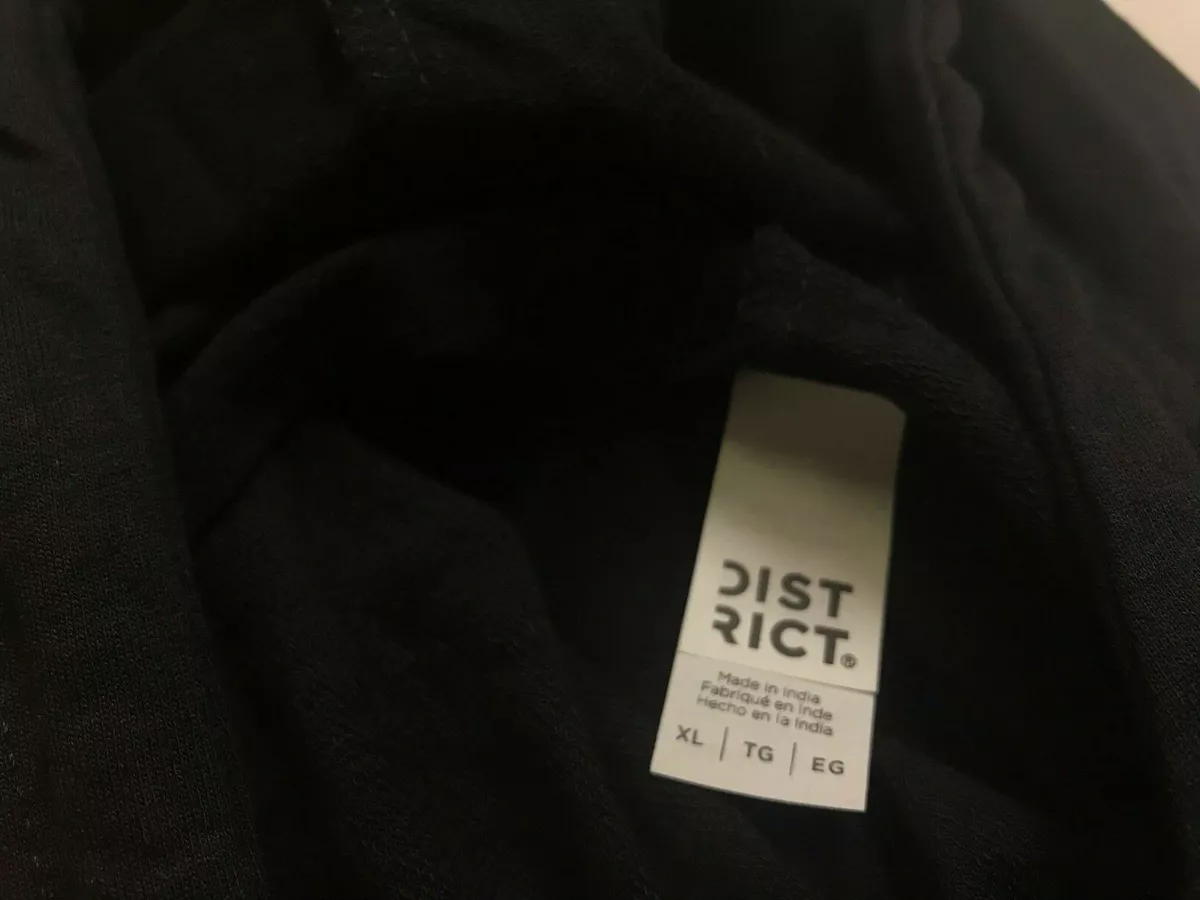 DIST
RICT®
Made in India
Fabriqué en Inde
Hecho en la India
XL | TG | EG